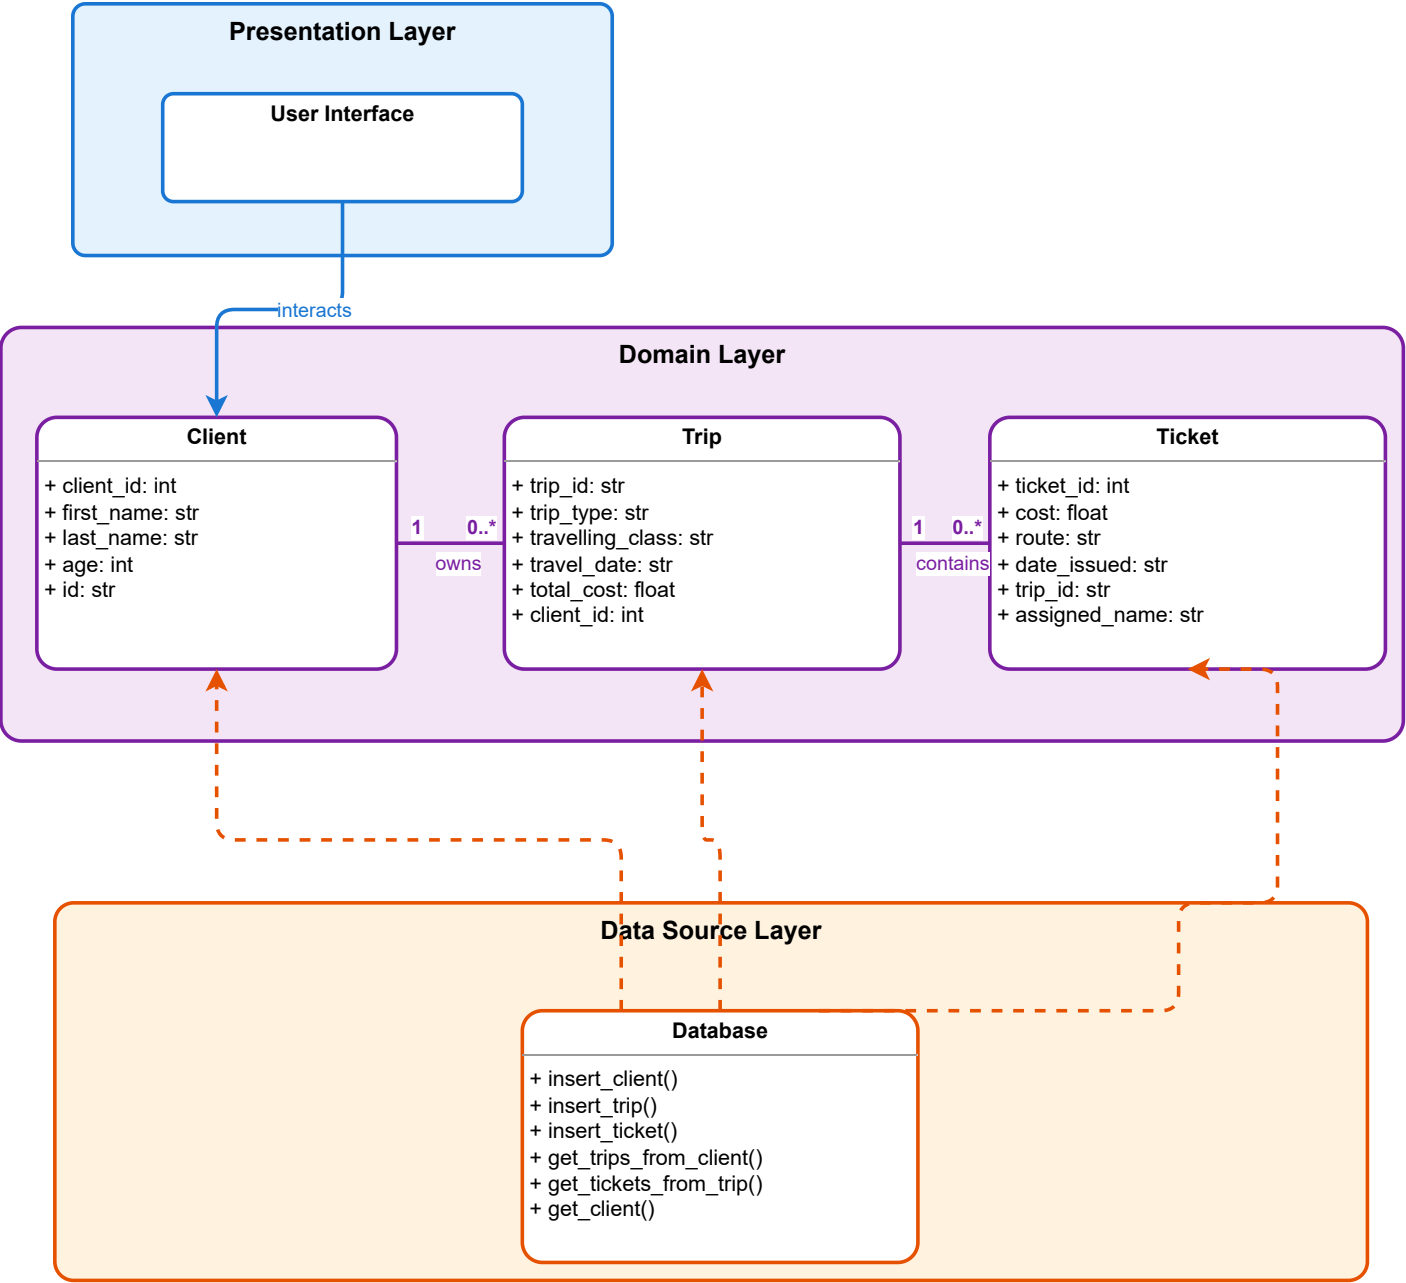 Presentation Layer
User Interface
interacts
Domain Layer
Client
+ client_id: int
+ first_name: str
+ last_name: str
+ age: int
+ id: str
1
0..*
owns
Trip
+ trip_id: str
+ trip_type: str
+ travelling_class: str
+ travel_date: str
+ total_cost: float
+ client_id: int
1
0..*
contains
Ticket
+ ticket_id: int
+ cost: float
+ route: str
+ date_issued: str
+ trip_id: str
+ assigned_name: str
Data Source Layer
Database
+ insert_client()
+ insert_trip()
+ insert_ticket()
+ get_trips_from_client()
+ get_tickets_from_trip()
+ get_client()